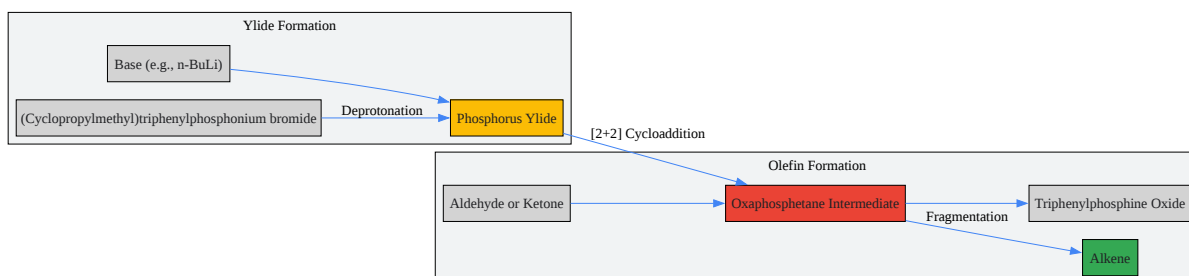 Ylide Formation
Base (e.g., n-BuLi)
(Cyclopropylmethyl)triphenylphosphonium bromide
Deprotonation
Phosphorus Ylide
[2+2] Cycloaddition
Olefin Formation
Aldehyde or Ketone
Oxaphosphetane Intermediate
Triphenylphosphine Oxide
Fragmentation
Alkene